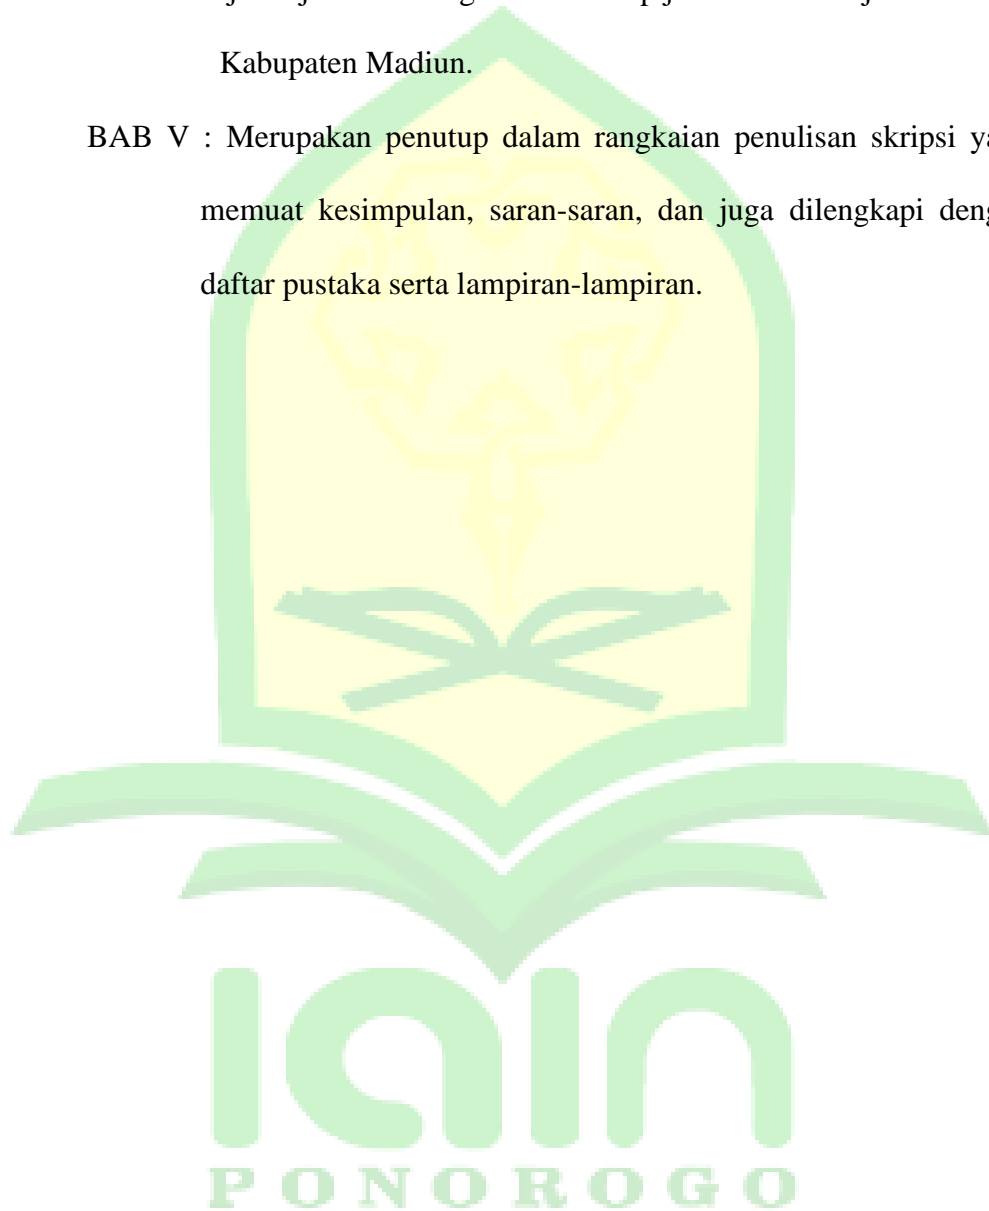 Kabupaten Madiun.
BAB V : Merupakan penutup dalam rangkaian penulisan skripsi
memuat kesimpulan, saran-saran, dan juga dilengkapi
daftar pustaka serta lampiran-lampiran.
iain
PONOROGO